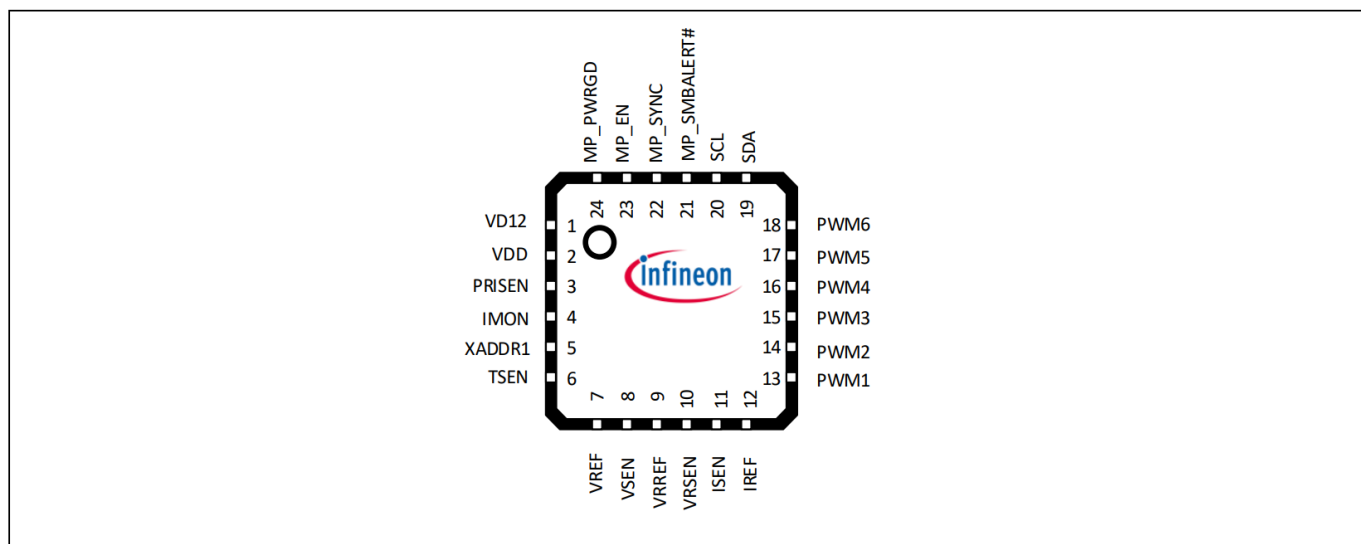 MP_PWRGD
MP_EN
MP_SYNC
MP_SMBALERT#
SCL
SDA
24
23
22
21
20
19
VD12 1
VDD 2
PRISEN 3
IMON 4
XADDR1 5
TSEN 6
infineon
18 PWM6
17 PWM5
16 PWM4
15 PWM3
14 PWM2
13 PWM1
7
8
9
10
11
12
VREF
VSEN
VRREF
VRSEN
ISEN
IREF